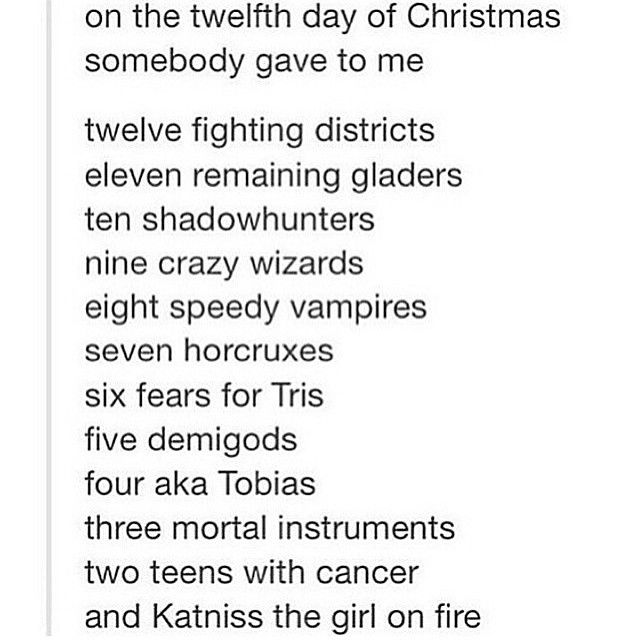 on the twelfth day of Christmas
somebody gave to me
twelve fighting districts
eleven remaining gladers
ten shadowhunters
nine crazy wizards
eight speedy vampires
seven horcruxes
six fears for Tris
five demigods
four aka Tobias
three mortal instruments
two teens with cancer
and Katniss the girl on fire